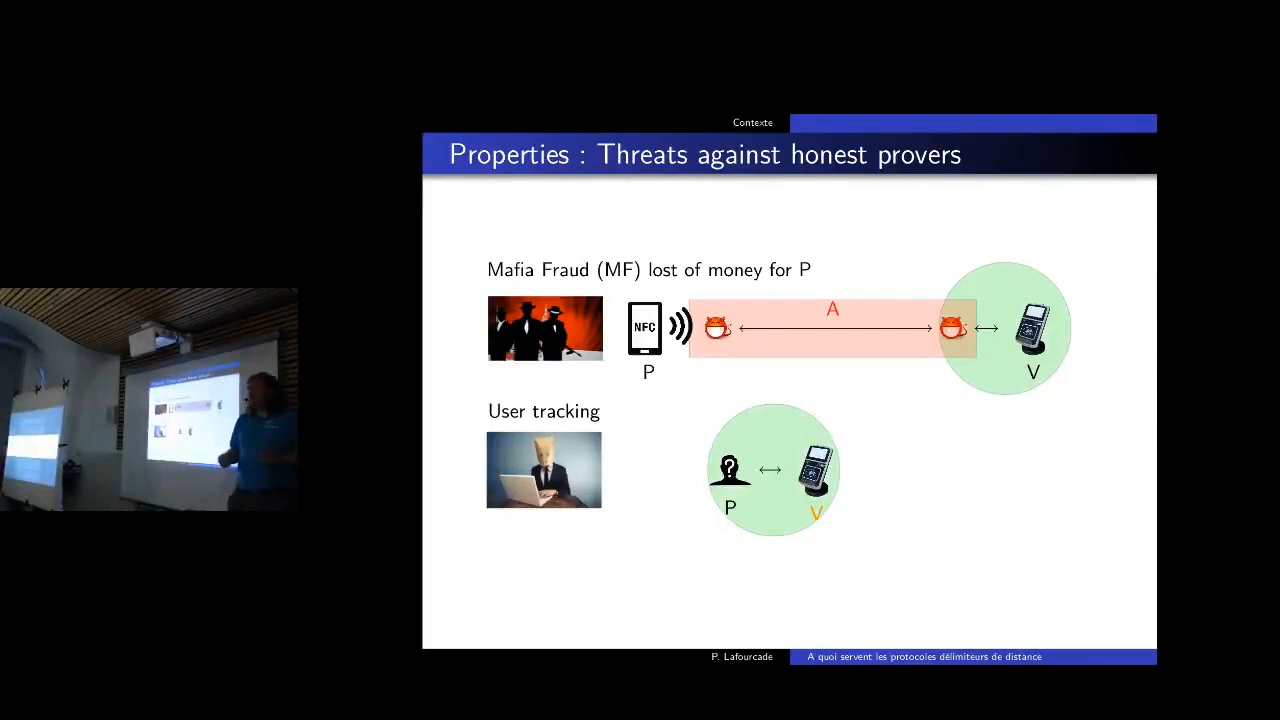 Contexte
Properties : Threats against honest provers
Mafia Fraud (MF) lost of money for P
NFC
A
P
V
User tracking
?
P
V
P. Lafourcade
A quoi servent les protocoles délimiteurs de distance